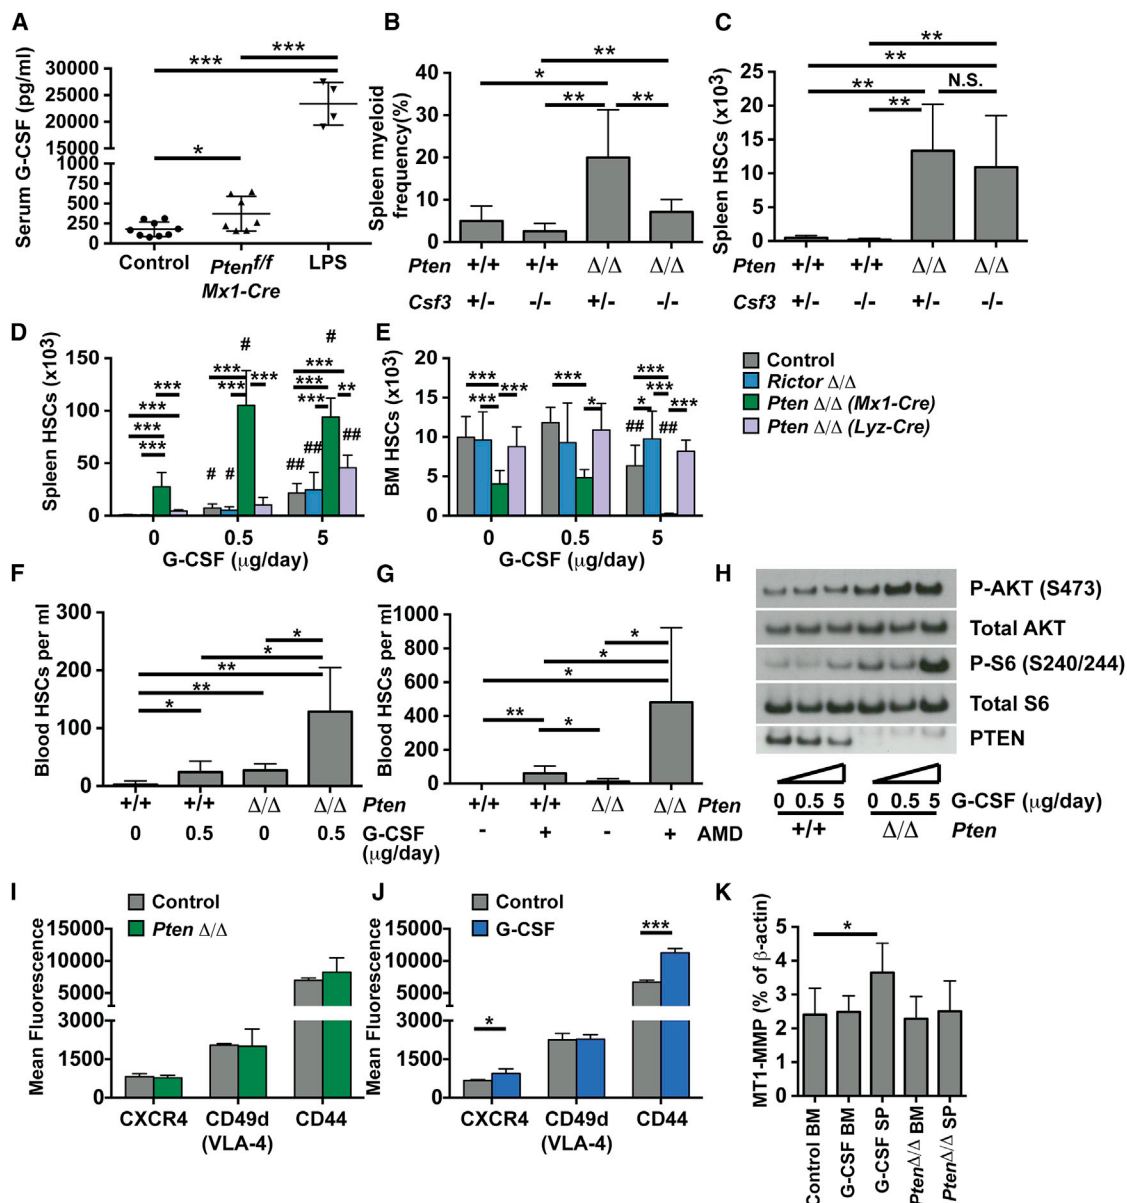 A
Serum G-CSF (pg/ml)
30000
25000
20000
15000
1000
750
500
250
0
***
***
*
Control
Pten^f/f
Mx1-Cre
LPS
B
Spleen myeloid
frequency(%)
40
30
20
10
0
**
*
**
**
Pten +/+ +/+ Δ/Δ Δ/Δ
Csf3 +/- -/- +/- -/-
C
Spleen HSCs (x10³)
25
20
15
10
5
0
**
**
**
N.S.
**
Pten +/+ +/+ Δ/Δ Δ/Δ
Csf3 +/- -/- +/- -/-
D
Spleen HSCs (x10³)
150
100
50
0
***
***
***
#
***
***
***
# #
#
***
***
**
***
##
##
##
0 0.5 5
G-CSF (μg/day)
E
BM HSCs (x10³)
20
15
10
5
0
***
*** ***
***
*
***
***
* ***
## ##
0 0.5 5
G-CSF (μg/day)
Control
Rictor Δ/Δ
Pten Δ/Δ (Mx1-Cre)
Pten Δ/Δ (Lyz-Cre)
F
Blood HSCs per ml
300
200
100
0
*
*
**
**
*
+/+ +/+ Δ/Δ Δ/Δ Pten
0 0.5 0 0.5 G-CSF
(μg/day)
G
Blood HSCs per ml
1000
800
600
400
200
0
*
*
*
**
*
+/+ +/+ Δ/Δ Δ/Δ Pten
- + - + AMD
H
P-AKT (S473)
Total AKT
P-S6 (S240/244)
Total S6
PTEN
0 0.5 5 0 0.5 5 G-CSF (μg/day)
+/+ Δ/Δ Pten
I
Control
Pten Δ/Δ
Mean Fluorescence
15000
10000
5000
3000
1500
0
CXCR4 CD49d CD44
(VLA-4)
J
Control
G-CSF
Mean Fluorescence
15000
10000
5000
3000
1500
0
*
***
CXCR4 CD49d CD44
(VLA-4)
K
MT1-MMP (% of β-actin)
5
4
3
2
1
0
*
Control BM
G-CSF BM
G-CSF SP
Pten^Δ/Δ BM
Pten^Δ/Δ SP